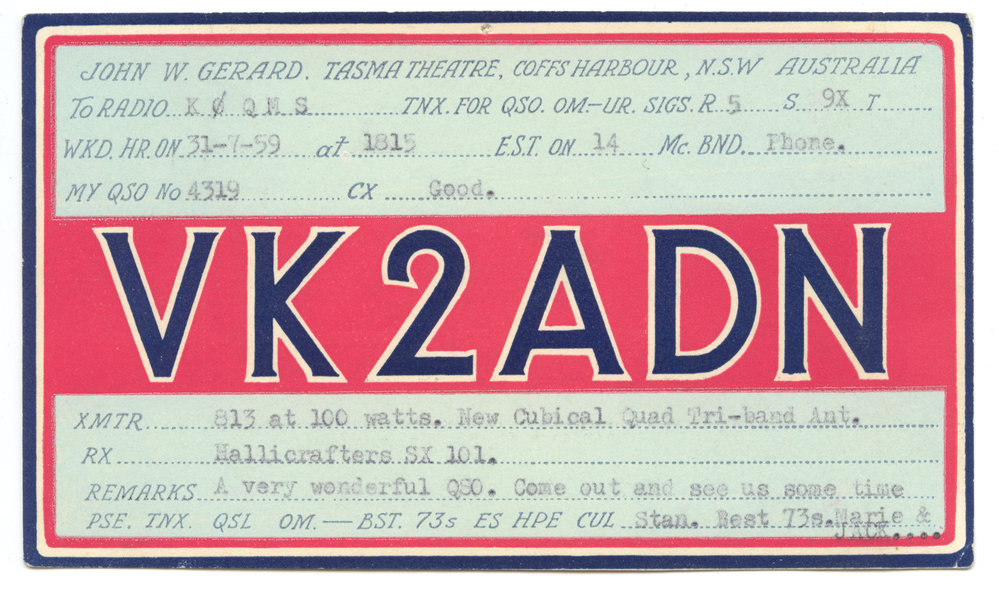 JOHN W. GERARD. TASMA THEATRE, COFFS HARBOUR, N.S.W AUSTRALIA
TO RADIO K Ø Q M S TNX. FOR QSO. OM.-UR. SIGS. R 5 S 9X T
WKD. HR. ON 31-7-59 at 1815 E.S.T. ON 14 Mc. BND. Phone.
MY QSO No 4319 CX Good.
VK2ADN
XMTR. 813 at 100 watts. New Cubical Quad Tri-band Ant.
RX Hallicrafters SX 101.
REMARKS A very wonderful QSO. Come out and see us some time
PSE. TNX. QSL OM.— BST. 73s ES HPE CUL Stan. Best 73s. Marie &
JACK....